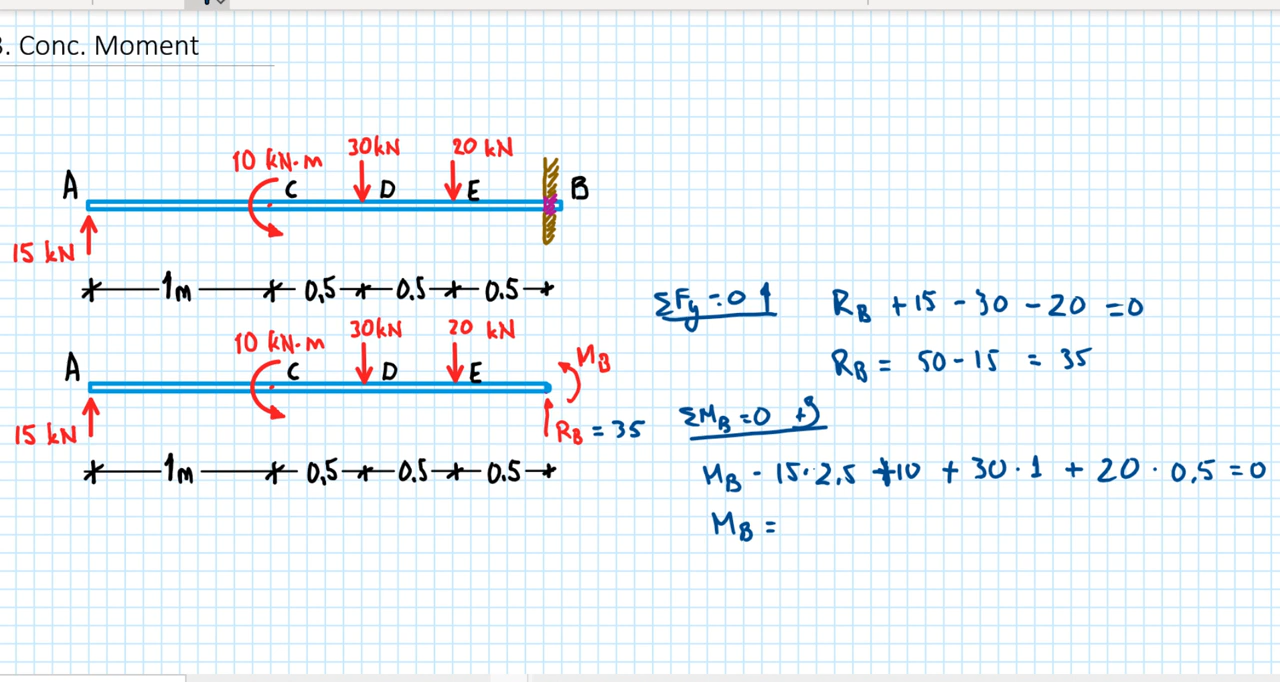 3. Conc. Moment
10 kN·m 30kN 20 kN
A C D E B
15 kN
1m 0,5 0.5 0.5
ΣFy = 0 RB + 15 - 30 - 20 = 0
10 kN·m 30kN 20 kN MB
A C D E
RB = 50 - 15 = 35
15 kN RB = 35
ΣMB = 0 +
1m 0,5 0.5 0.5
MB - 15·2,5 +10 + 30·1 + 20·0,5 = 0
MB =